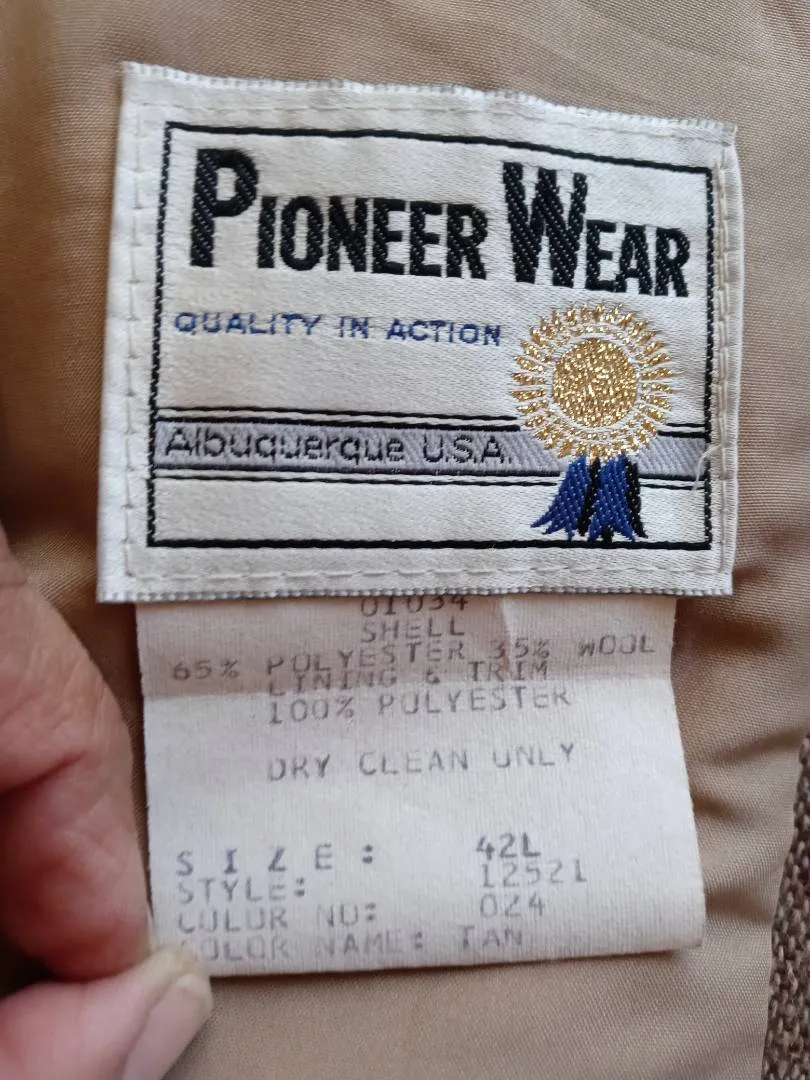 PIONEER WEAR
QUALITY IN ACTION
Albuquerque U.S.A.
01034
SHELL
65% POLYESTER 35% WOOL
LINING & TRIM
100% POLYESTER
DRY CLEAN ONLY
SIZE: 42L
STYLE: 12521
COLOR NO: 024
COLOR NAME: TAN